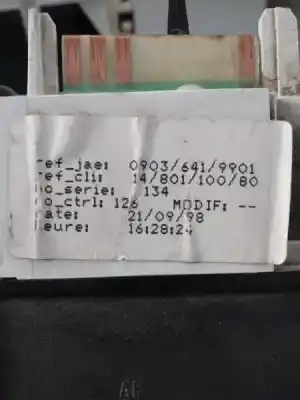 ref_jae: 0903/641/9901
ref_cli: 14/801/100/80
no_serie: 134
no_ctrl: 126 MODIF: --
rate: 21/09/98
heure: 16:28:24